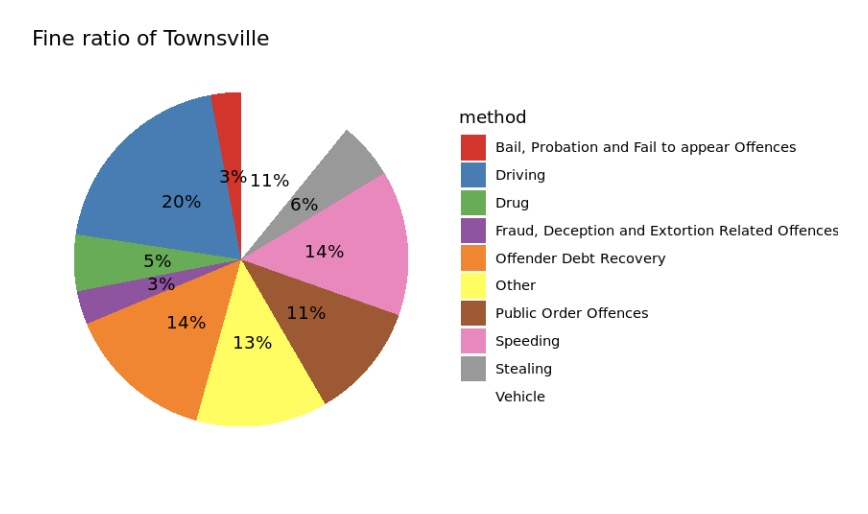 Fine ratio of Townsville
method
Bail, Probation and Fail to appear Offences
Driving
Drug
Fraud, Deception and Extortion Related Offences
Offender Debt Recovery
Other
Public Order Offences
Speeding
Stealing
Vehicle
3%
11%
20%
6%
5%
14%
3%
14%
11%
13%